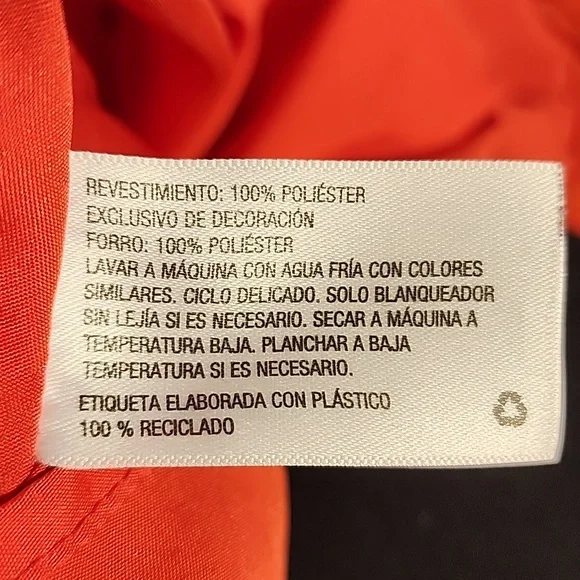 REVESTIMIENTO: 100% POLIÉSTER
EXCLUSIVO DE DECORACIÓN
FORRO: 100% POLIÉSTER
LAVAR A MÁQUINA CON AGUA FRÍA CON COLORES
SIMILARES. CICLO DELICADO. SOLO BLANQUEADOR
SIN LEJÍA SI ES NECESARIO. SECAR A MÁQUINA A
TEMPERATURA BAJA. PLANCHAR A BAJA
TEMPERATURA SI ES NECESARIO.
ETIQUETA ELABORADA CON PLÁSTICO
100 % RECICLADO